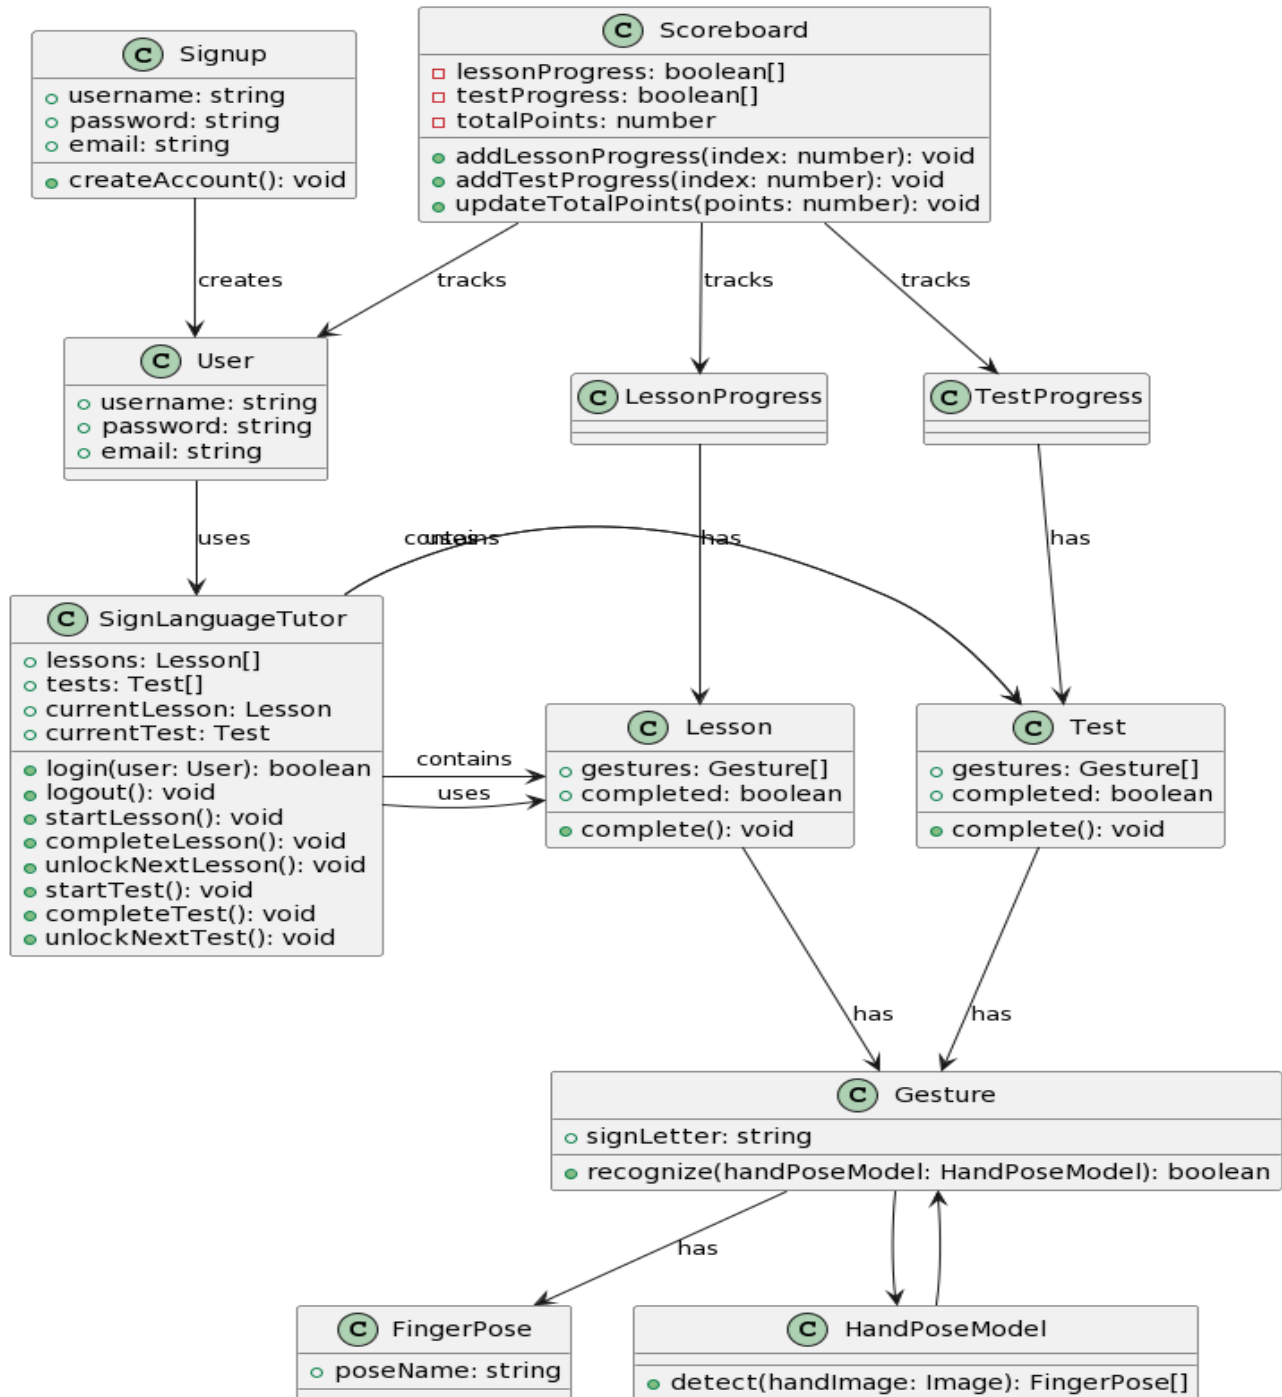 C Signup
username: string
password: string
email: string
createAccount(): void
C Scoreboard
lessonProgress: boolean[]
testProgress: boolean[]
totalPoints: number
addLessonProgress(index: number): void
addTestProgress(index: number): void
updateTotalPoints(points: number): void
creates
tracks
tracks
tracks
C User
username: string
password: string
email: string
C LessonProgress
C TestProgress
uses
contains
uses
has
has
C SignLanguageTutor
lessons: Lesson[]
tests: Test[]
currentLesson: Lesson
currentTest: Test
login(user: User): boolean
logout(): void
startLesson(): void
completeLesson(): void
unlockNextLesson(): void
startTest(): void
completeTest(): void
unlockNextTest(): void
contains
uses
C Lesson
gestures: Gesture[]
completed: boolean
complete(): void
C Test
gestures: Gesture[]
completed: boolean
complete(): void
has
has
C Gesture
signLetter: string
recognize(handPoseModel: HandPoseModel): boolean
has
C FingerPose
poseName: string
C HandPoseModel
detect(handImage: Image): FingerPose[]